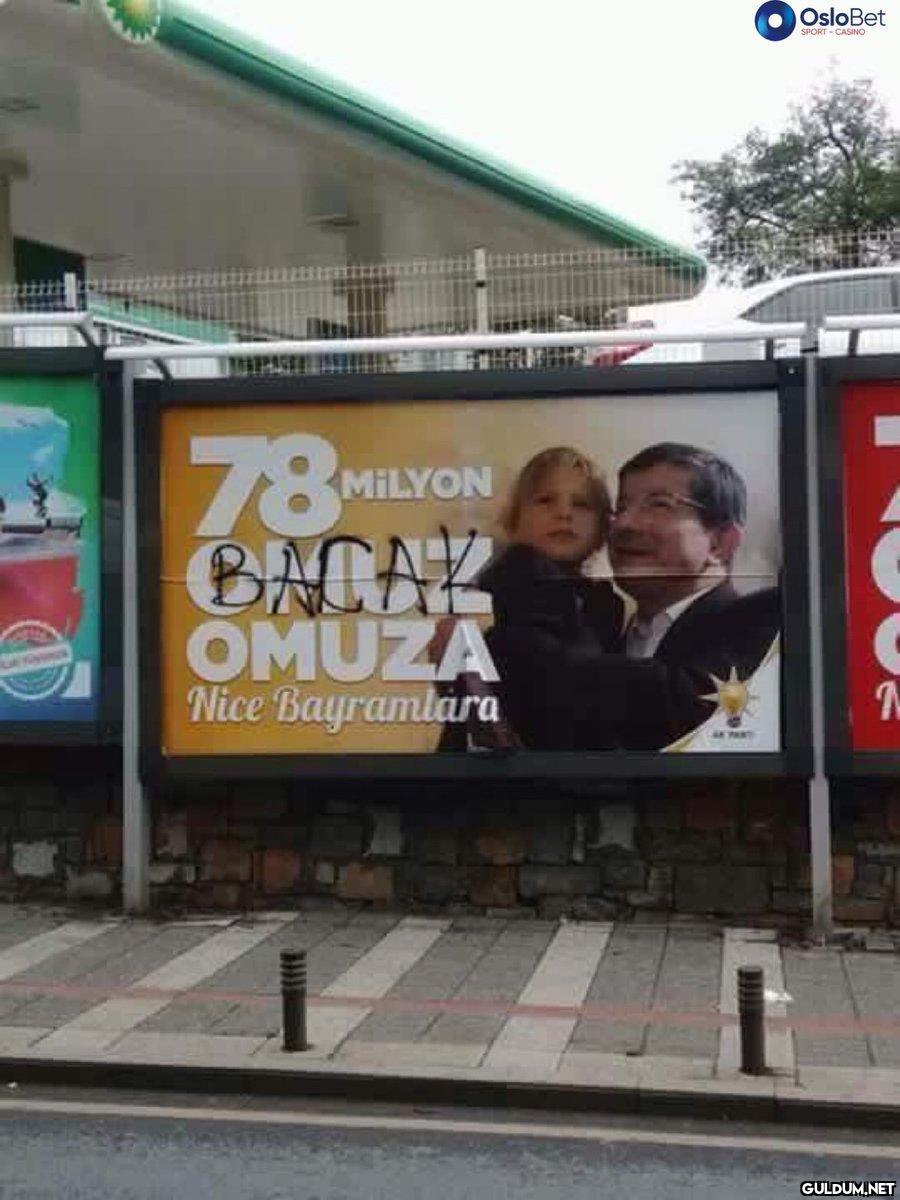 OsloBet
SPORT - CASINO
78 MİLYON
OMUZ
BACAK
OMUZA
Nice Bayramlara
AK PARTİ
GULDUM.NET